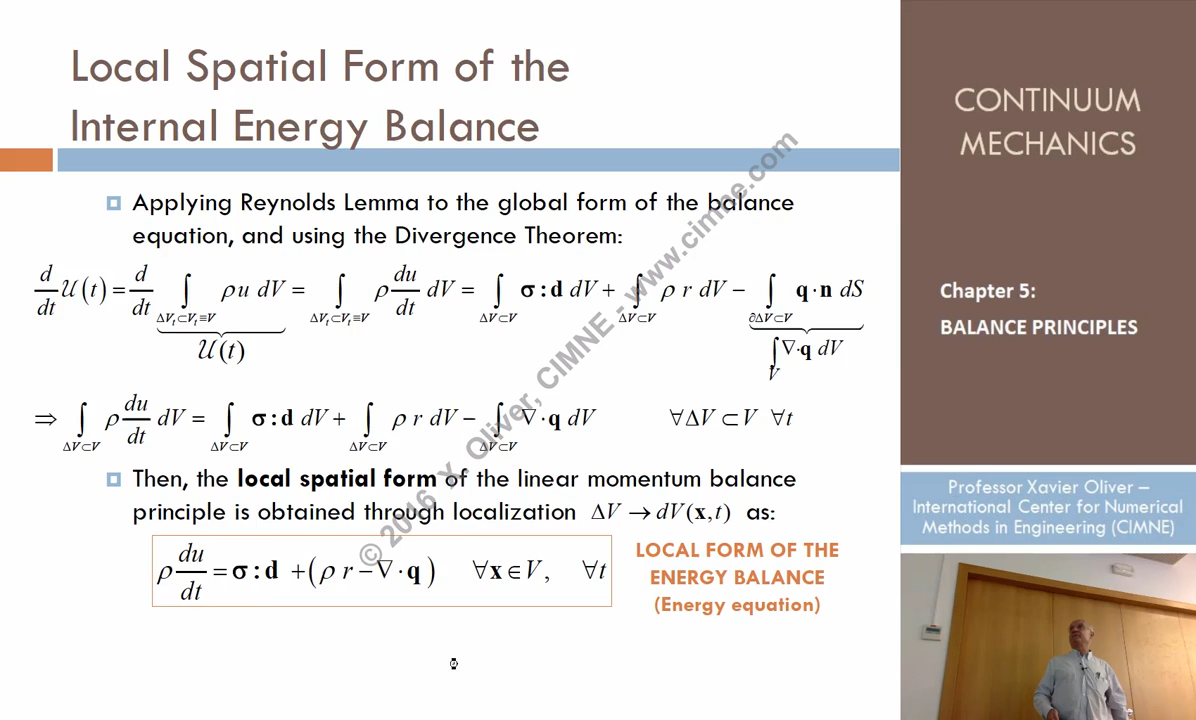 Local Spatial Form of the
Internal Energy Balance
Applying Reynolds Lemma to the global form of the balance
equation, and using the Divergence Theorem:
d/dt 𝒰(t) = d/dt ∫_{ΔV_t⊂V_t≡V} ρ u dV = ∫_{ΔV_t⊂V_t≡V} ρ du/dt dV = ∫_{ΔV⊂V} σ : d dV + ∫_{ΔV⊂V} ρ r dV − ∫_{∂ΔV⊂V} q · n dS
𝒰(t)
∫_V ∇ · q dV
⇒ ∫_{ΔV⊂V} ρ du/dt dV = ∫_{ΔV⊂V} σ : d dV + ∫_{ΔV⊂V} ρ r dV − ∫_{ΔV⊂V} ∇ · q dV ∀ΔV ⊂ V ∀t
Then, the local spatial form of the linear momentum balance
principle is obtained through localization ΔV → dV(x,t) as:
ρ du/dt = σ : d + (ρ r − ∇ · q) ∀x ∈ V, ∀t
LOCAL FORM OF THE
ENERGY BALANCE
(Energy equation)
© 2016 X. Oliver, CIMNE - www.cimne.com
CONTINUUM
MECHANICS
Chapter 5:
BALANCE PRINCIPLES
Professor Xavier Oliver –
International Center for Numerical
Methods in Engineering (CIMNE)